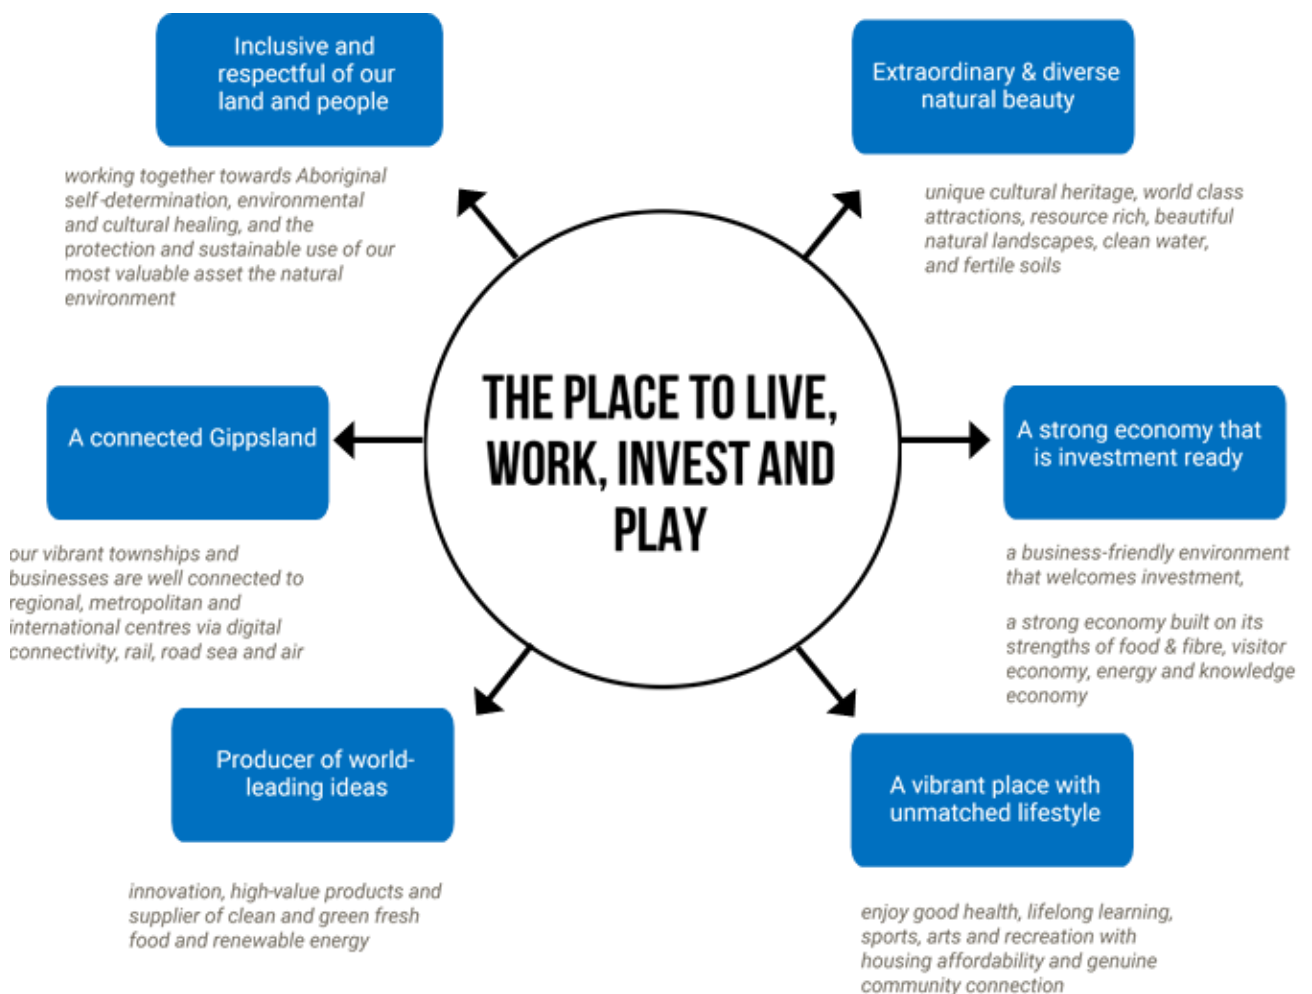 Inclusive and
respectful of our
land and people
working together towards Aboriginal
self-determination, environmental
and cultural healing, and the
protection and sustainable use of our
most valuable asset the natural
environment
Extraordinary & diverse
natural beauty
unique cultural heritage, world class
attractions, resource rich, beautiful
natural landscapes, clean water,
and fertile soils
THE PLACE TO LIVE,
WORK, INVEST AND
PLAY
A connected Gippsland
our vibrant townships and
businesses are well connected to
regional, metropolitan and
international centres via digital
connectivity, rail, road sea and air
A strong economy that
is investment ready
a business-friendly environment
that welcomes investment,
a strong economy built on its
strengths of food & fibre, visitor
economy, energy and knowledge
economy
Producer of world-
leading ideas
innovation, high-value products and
supplier of clean and green fresh
food and renewable energy
A vibrant place with
unmatched lifestyle
enjoy good health, lifelong learning,
sports, arts and recreation with
housing affordability and genuine
community connection